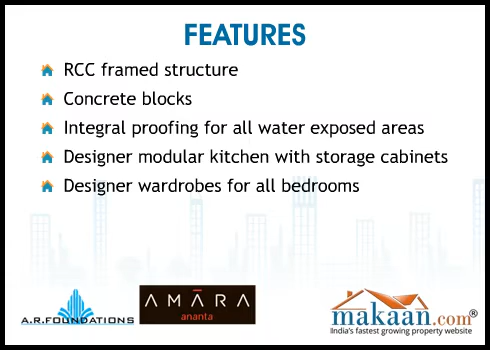 FEATURES
RCC framed structure
Concrete blocks
Integral proofing for all water exposed areas
Designer modular kitchen with storage cabinets
Designer wardrobes for all bedrooms
A.R.FOUNDATIONS
AMĀRA
ananta
makaan.com®
India's fastest growing property website